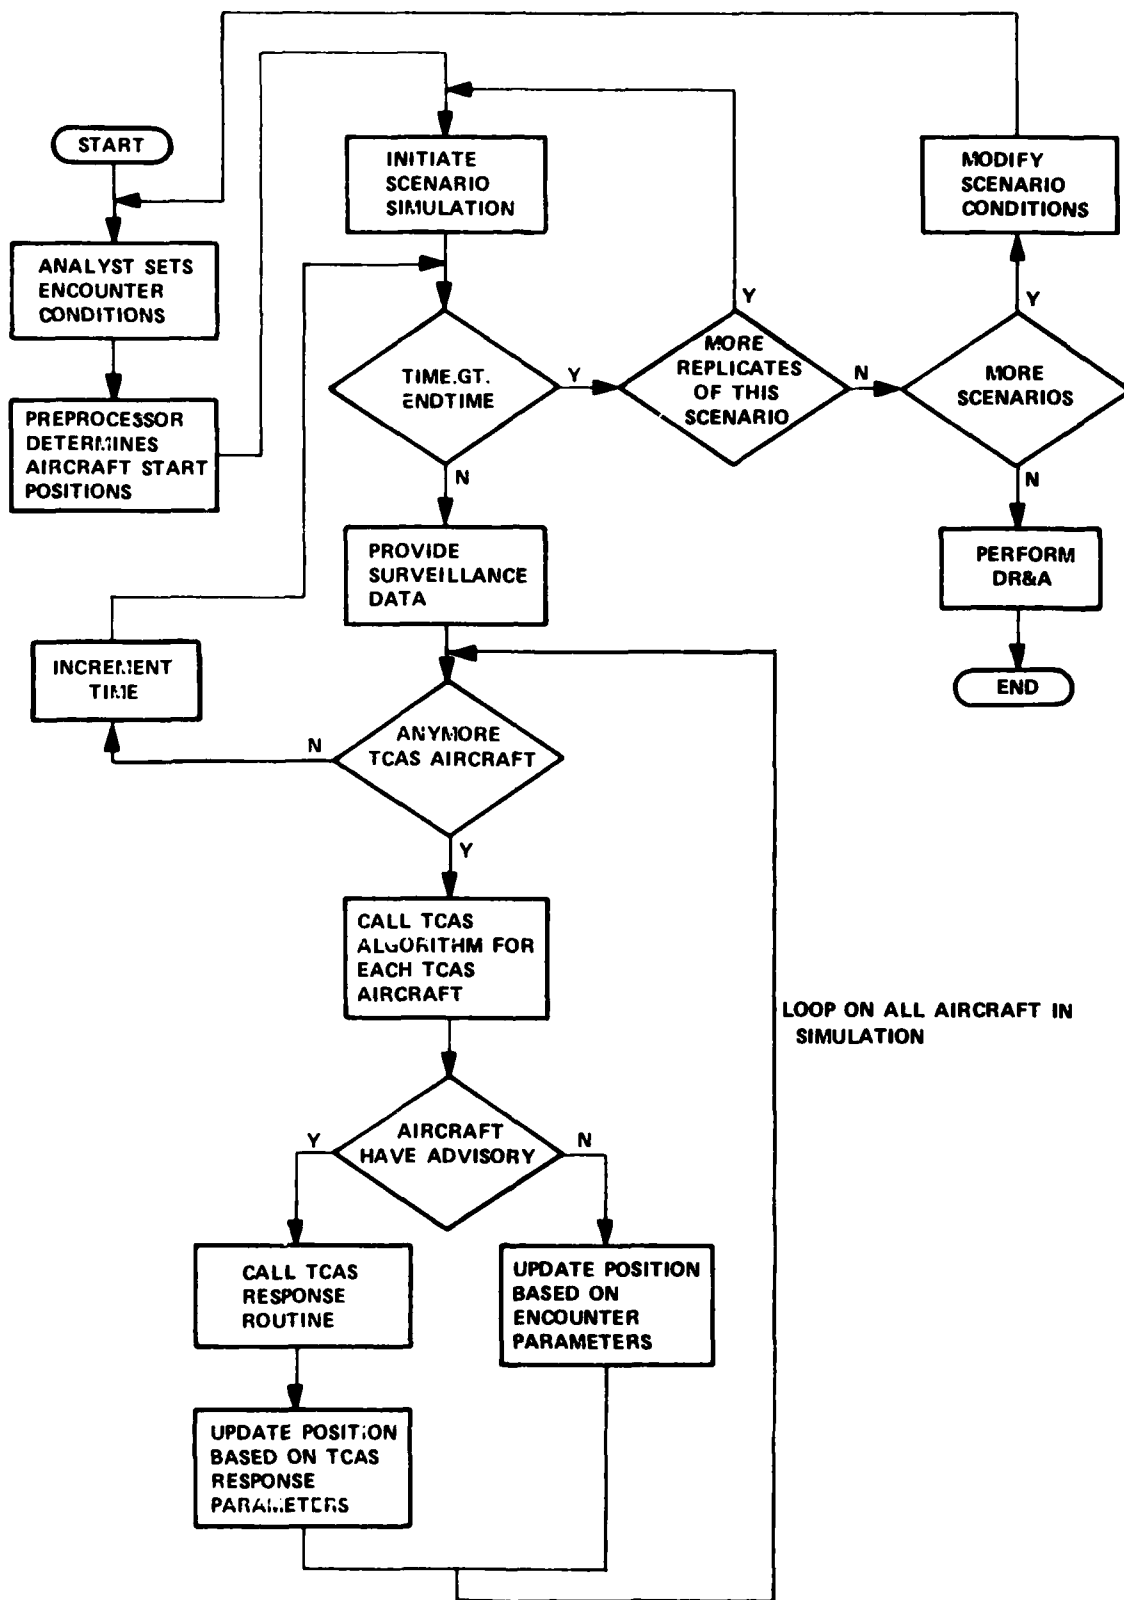 START
ANALYST SETS
ENCOUNTER
CONDITIONS
PREPROCESSOR
DETERMINES
AIRCRAFT START
POSITIONS
INITIATE
SCENARIO
SIMULATION
TIME.GT.
ENDTIME
Y
N
MORE
REPLICATES
OF THIS
SCENARIO
Y
N
MORE
SCENARIOS
Y
N
MODIFY
SCENARIO
CONDITIONS
PERFORM
DR&A
END
PROVIDE
SURVEILLANCE
DATA
INCREMENT
TIME
ANYMORE
TCAS AIRCRAFT
N
Y
CALL TCAS
ALGORITHM FOR
EACH TCAS
AIRCRAFT
LOOP ON ALL AIRCRAFT IN
SIMULATION
AIRCRAFT
HAVE ADVISORY
Y
N
CALL TCAS
RESPONSE
ROUTINE
UPDATE POSITION
BASED ON
ENCOUNTER
PARAMETERS
UPDATE POSITION
BASED ON TCAS
RESPONSE
PARAMETERS